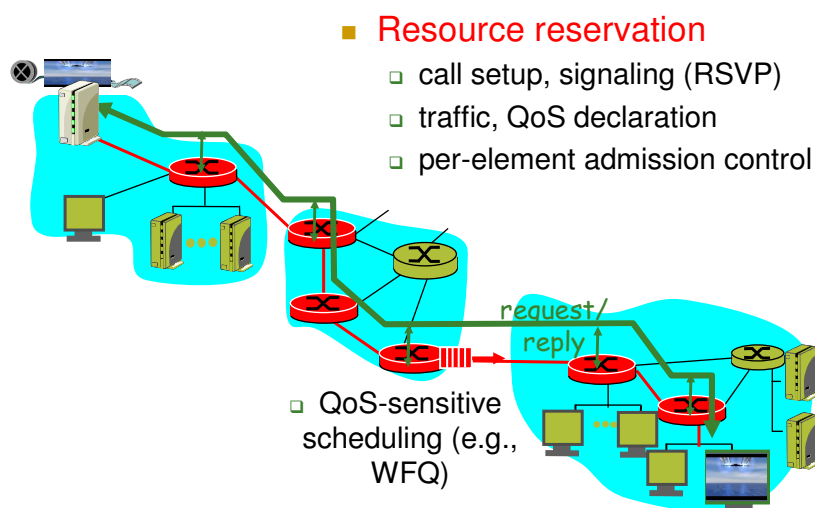 Resource reservation
call setup, signaling (RSVP)
traffic, QoS declaration
per-element admission control
request/
reply
QoS-sensitive
scheduling (e.g.,
WFQ)